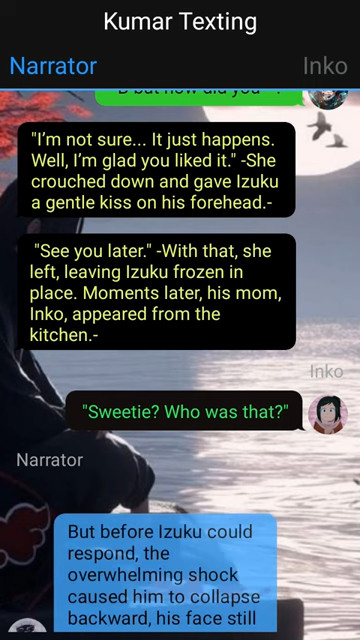 Kumar Texting
Narrator
Inko
"I'm not sure... It just happens.
Well, I'm glad you liked it." -She
crouched down and gave Izuku
a gentle kiss on his forehead.-
"See you later." -With that, she
left, leaving Izuku frozen in
place. Moments later, his mom,
Inko, appeared from the
kitchen.-
Inko
"Sweetie? Who was that?"
Narrator
But before Izuku could
respond, the
overwhelming shock
caused him to collapse
backward, his face still